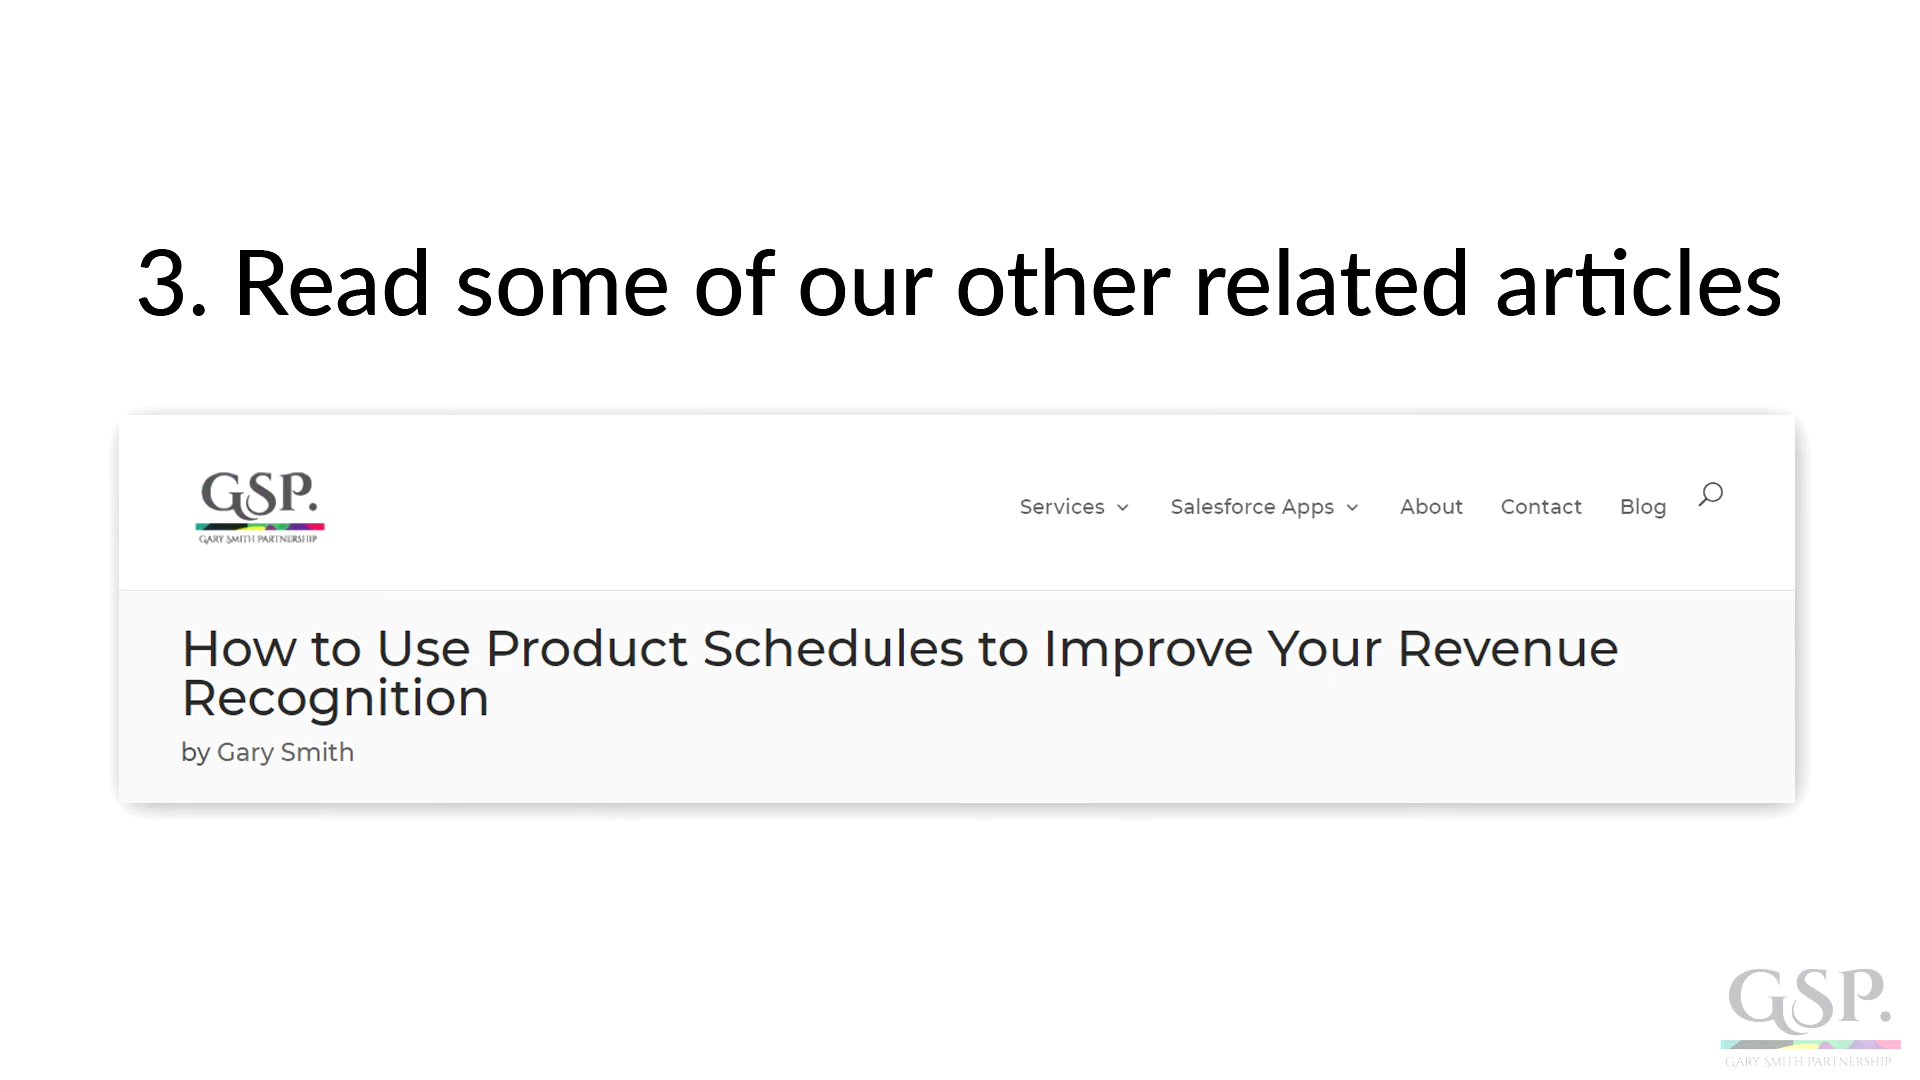 3. Read some of our other related articles
GSP.
GARY SMITH PARTNERSHIP
Services
Salesforce Apps
About
Contact
Blog
How to Use Product Schedules to Improve Your Revenue
Recognition
by Gary Smith
GSP.
GARY SMITH PARTNERSHIP